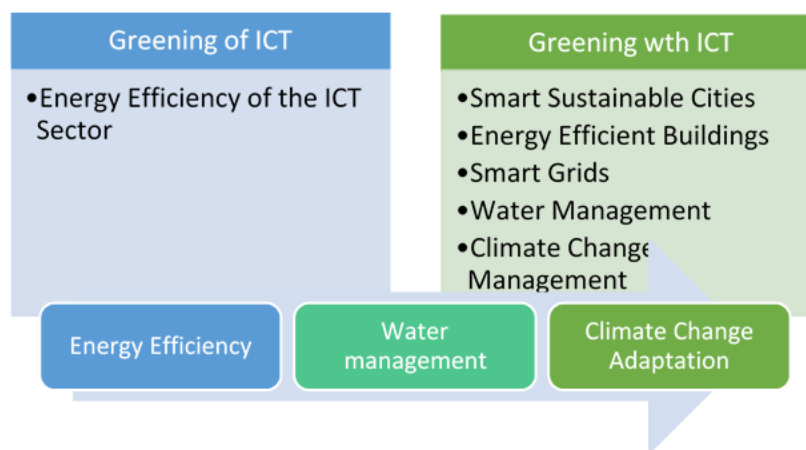 Greening of ICT
•Energy Efficiency of the ICT
Sector
Greening wth ICT
•Smart Sustainable Cities
•Energy Efficient Buildings
•Smart Grids
•Water Management
•Climate Change
Management
Energy Efficiency
Water
management
Climate Change
Adaptation